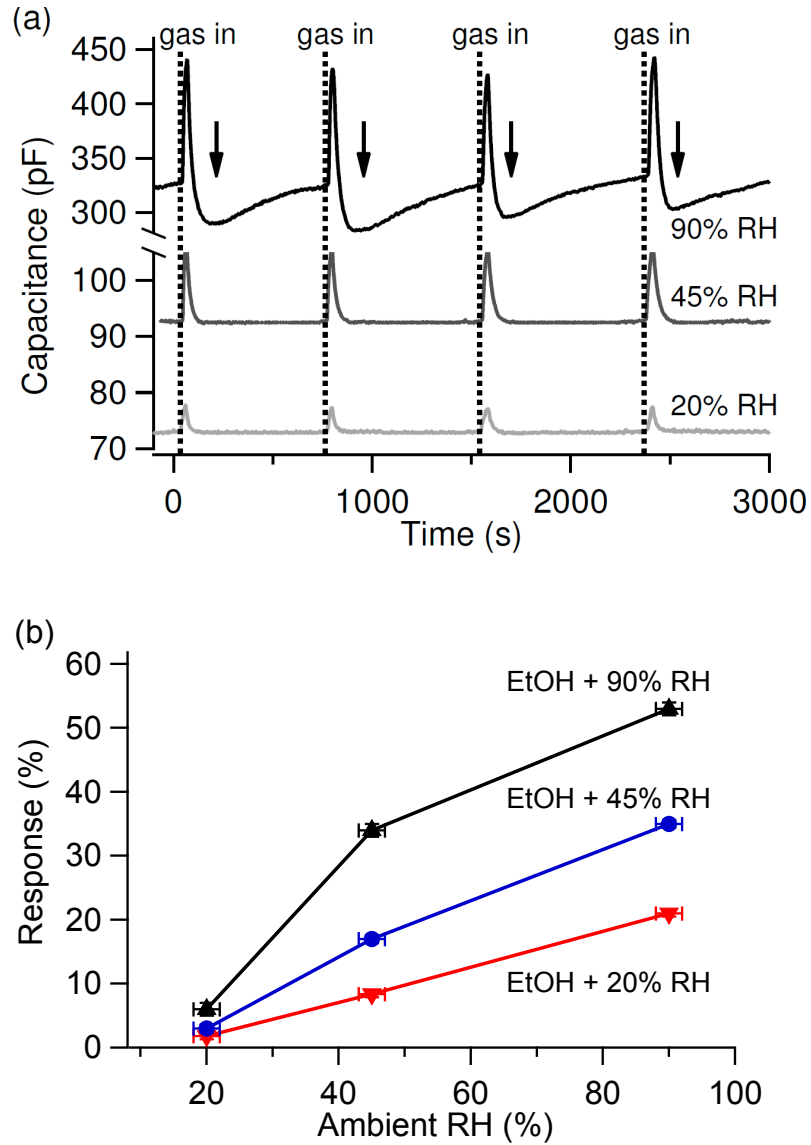 (a)
gas in gas in gas in gas in
450
400
350
300
100
90
80
70
Capacitance (pF)
90% RH
45% RH
20% RH
0 1000 2000 3000
Time (s)
(b)
60
50
40
30
20
10
0
Response (%)
EtOH + 90% RH
EtOH + 45% RH
EtOH + 20% RH
20 40 60 80 100
Ambient RH (%)